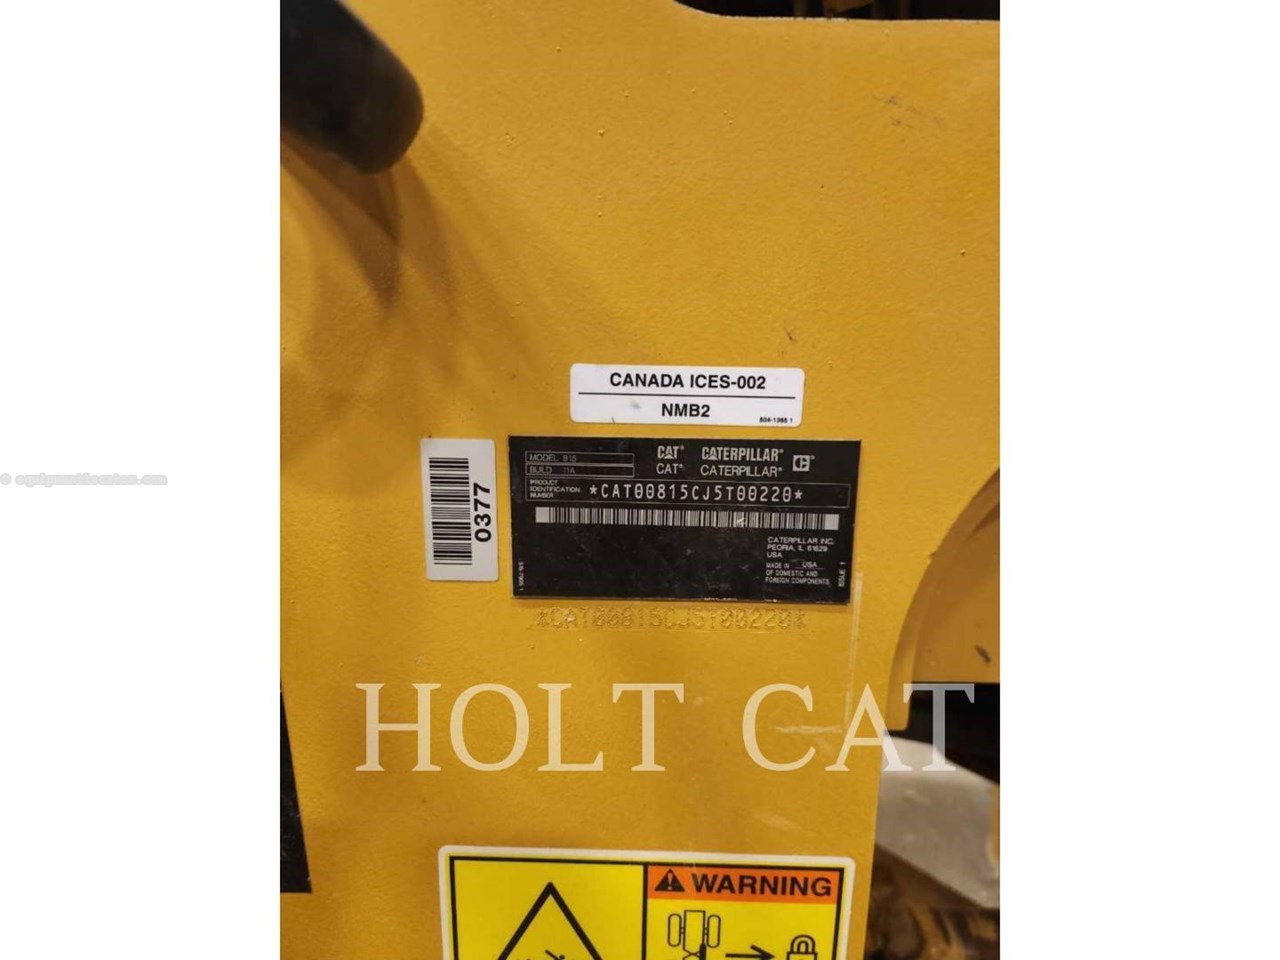 CANADA ICES-002
NMB2
504-1365 1
0377
MODEL 815
BUILD 11A
CAT® CATERPILLAR®
CAT® CATERPILLAR®
PRODUCT
IDENTIFICATION
NUMBER
*CAT00815CJ5T00220*
CATERPILLAR INC.
PEORIA, IL 61629
USA
MADE IN USA
OF DOMESTIC AND
FOREIGN COMPONENTS
ISSUE 1
*CAT00815CJ5T00220*
HOLT CAT
WARNING
© equipmentlocator.com